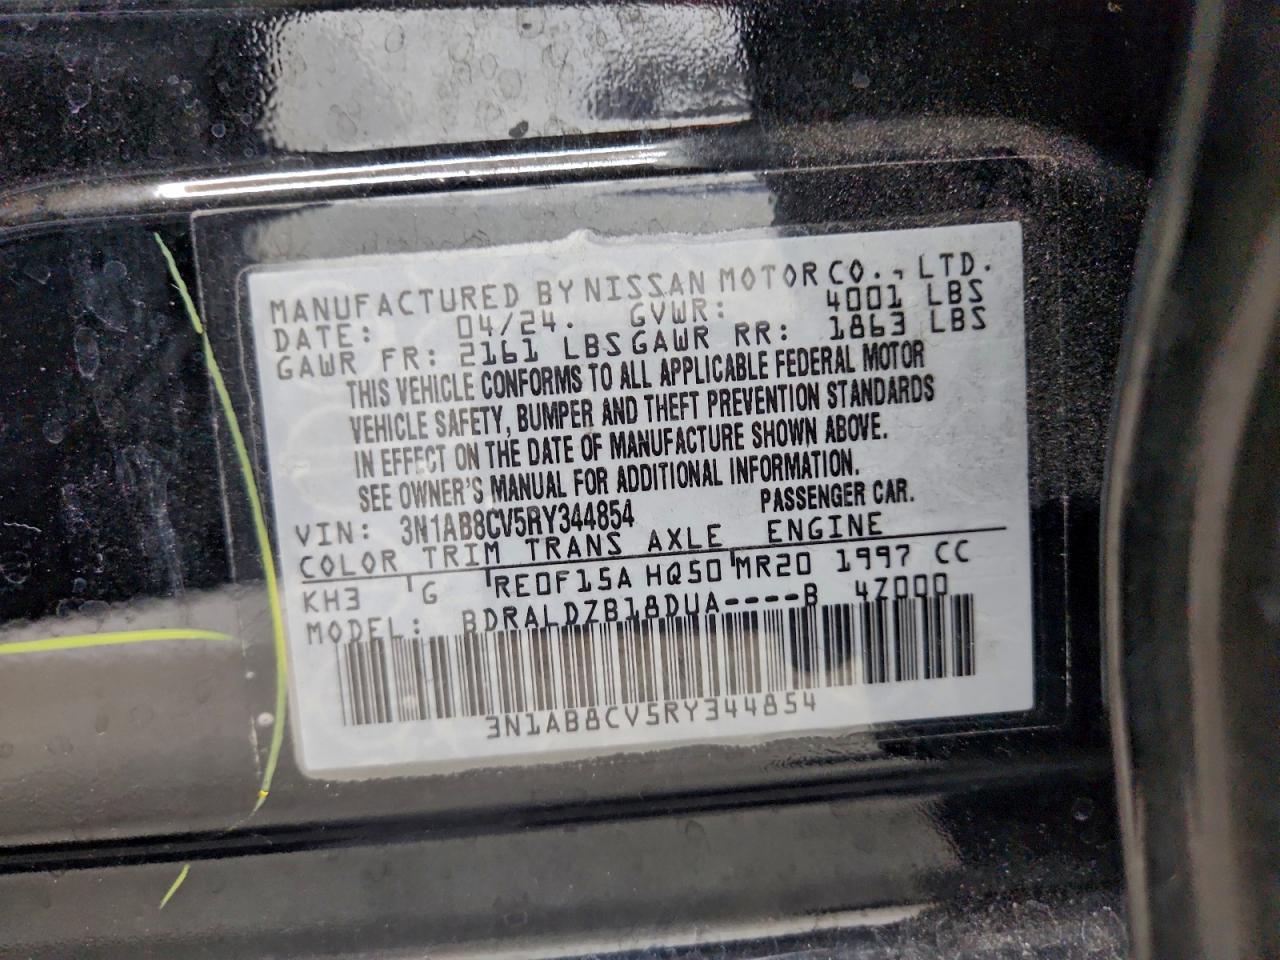 MANUFACTURED BY NISSAN MOTOR CO., LTD.
DATE: 04/24. GVWR: 4001 LBS
GAWR FR: 2161 LBS GAWR RR: 1863 LBS
THIS VEHICLE CONFORMS TO ALL APPLICABLE FEDERAL MOTOR
VEHICLE SAFETY, BUMPER AND THEFT PREVENTION STANDARDS
IN EFFECT ON THE DATE OF MANUFACTURE SHOWN ABOVE.
SEE OWNER'S MANUAL FOR ADDITIONAL INFORMATION.
VIN: 3N1AB8CV5RY344854 PASSENGER CAR.
COLOR TRIM TRANS AXLE ENGINE
KH3 G RE0F15A HQ50 MR20 1997 CC
MODEL: BDRALDZB18DUA----B 4Z000
3N1AB8CV5RY344854